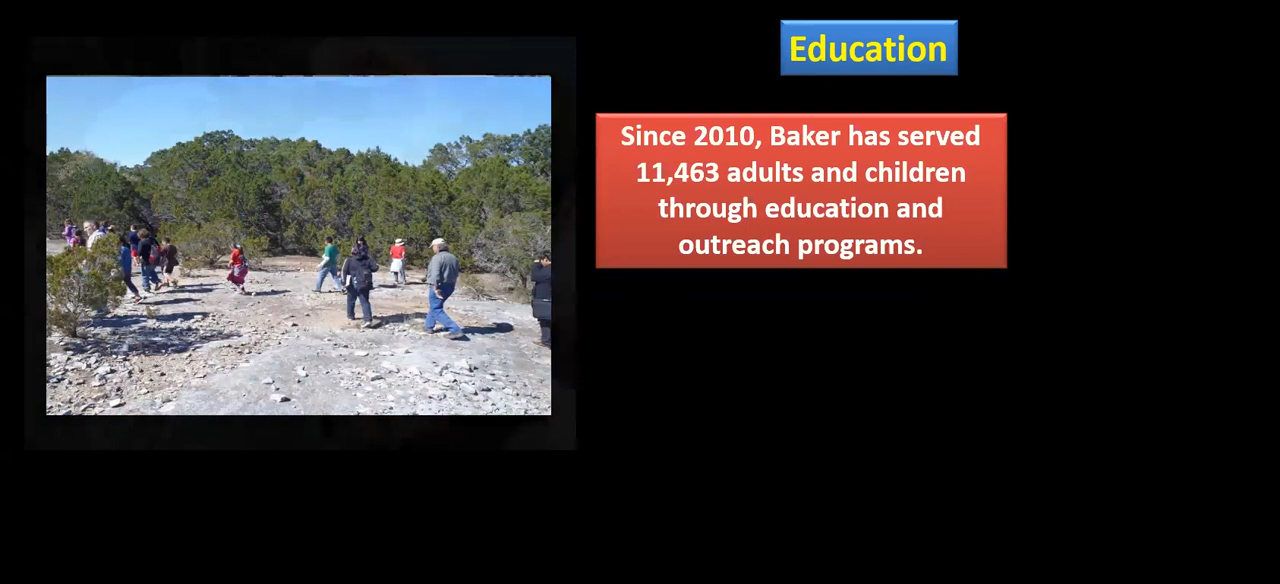 Education
Since 2010, Baker has served
11,463 adults and children
through education and
outreach programs.